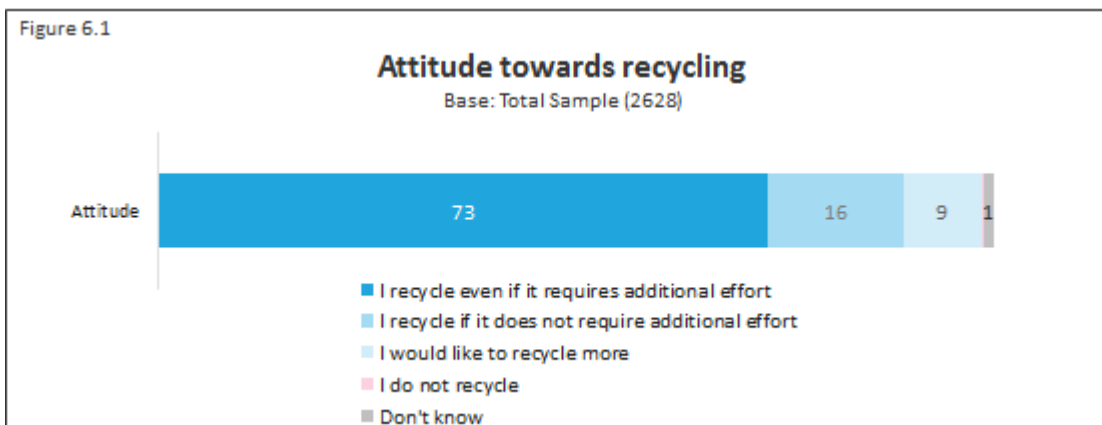 Figure 6.1
Attitude towards recycling
Base: Total Sample (2628)
Attitude
73 16 9 1
I recycle even if it requires additional effort
I recycle if it does not require additional effort
I would like to recycle more
I do not recycle
Don't know